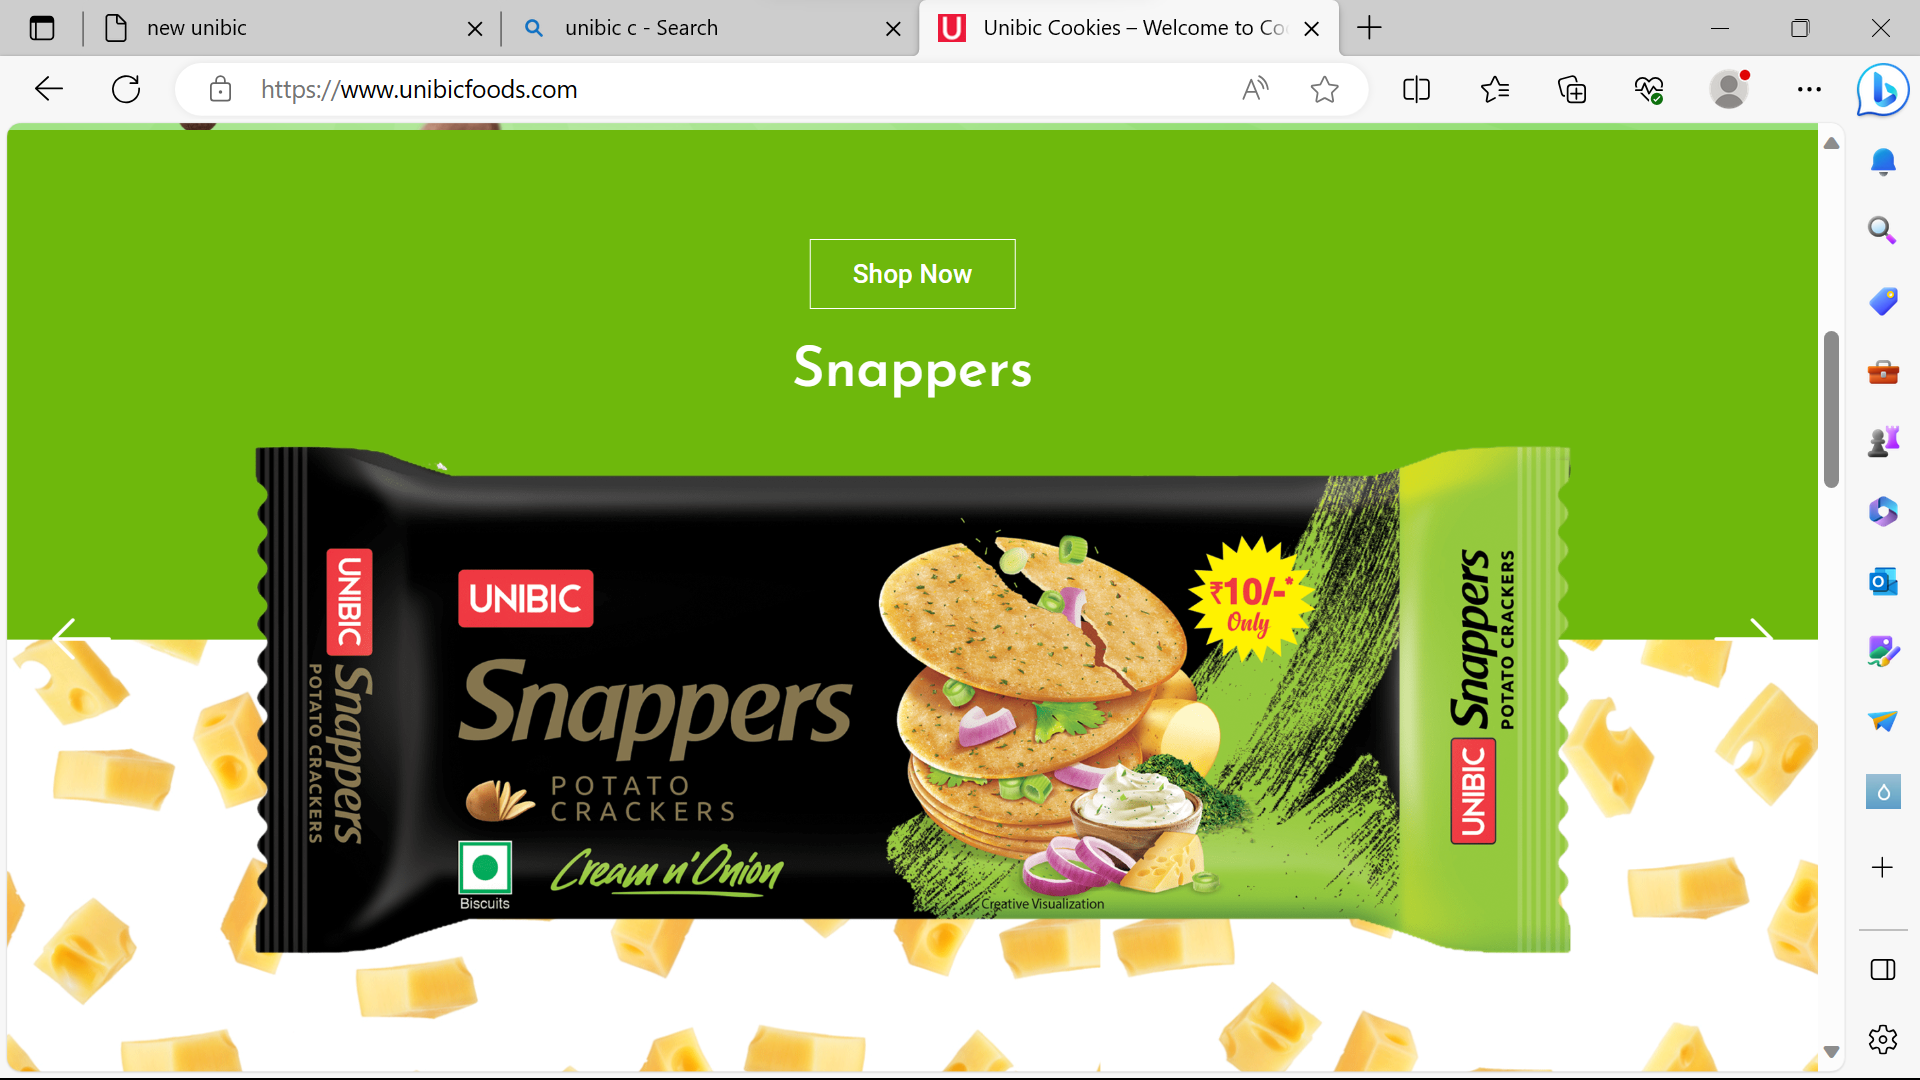 new unibic
unibic c - Search
Unibic Cookies – Welcome to Co
https://www.unibicfoods.com
Shop Now
Snappers
UNIBIC
Snappers
POTATO CRACKERS
UNIBIC
Snappers
POTATO
CRACKERS
Cream n' Onion
Biscuits
₹10/-*
Only
Creative Visualization
UNIBIC
Snappers
POTATO CRACKERS